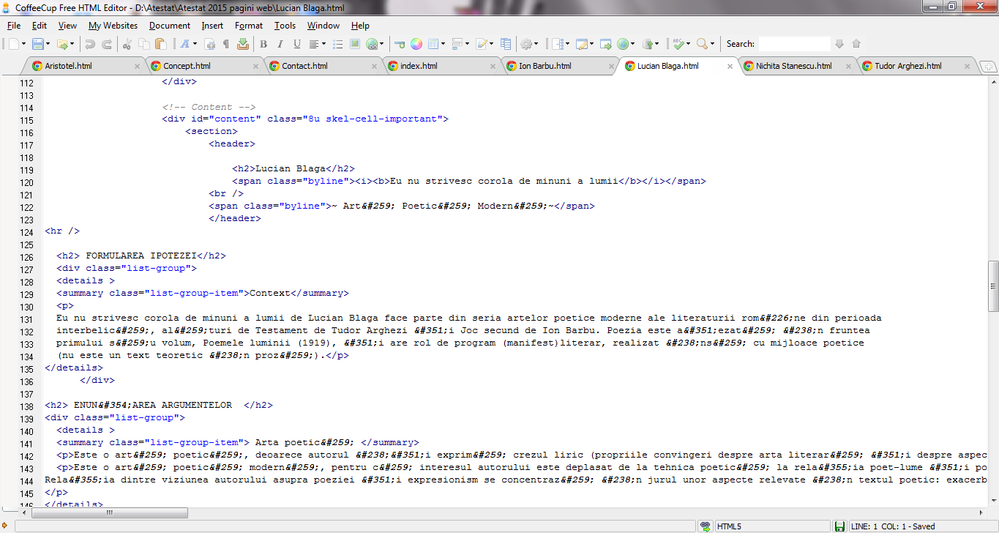 CoffeeCup Free HTML Editor - D:\Atestat\Atestat 2015 pagini web\Lucian Blaga.html
File Edit View My Websites Document Insert Format Tools Window Help
Search:
Aristotel.html Concept.html Contact.html index.html Ion Barbu.html Lucian Blaga.html Nichita Stanescu.html Tudor Arghezi.html
112 </div>
113
114 <!-- Content -->
115 <div id="content" class="8u skel-cell-important">
116 <section>
117 <header>
118
119 <h2>Lucian Blaga</h2>
120 <span class="byline"><i><b>Eu nu strivesc corola de minuni a lumii</b></i></span>
121 <br />
122 <span class="byline">~ Art&#259; Poetic&#259; Modern&#259;~</span>
123 </header>
124 <hr />
125
126 <h2> FORMULAREA IPOTEZEI</h2>
127 <div class="list-group">
128 <details >
129 <summary class="list-group-item">Context</summary>
130 <p>
131 Eu nu strivesc corola de minuni a lumii de Lucian Blaga face parte din seria artelor poetice moderne ale literaturii rom&#226;ne din perioada
132 interbelic&#259;, al&#259;turi de Testament de Tudor Arghezi &#351;i Joc secund de Ion Barbu. Poezia este a&#351;ezat&#259; &#238;n fruntea
133 primului s&#259;u volum, Poemele luminii (1919), &#351;i are rol de program (manifest)literar, realizat &#238;ns&#259; cu mijloace poetice
134 (nu este un text teoretic &#238;n proz&#259;).</p>
135 </details>
136 </div>
137
138 <h2> ENUN&#354;AREA ARGUMENTELOR </h2>
139 <div class="list-group">
140 <details >
141 <summary class="list-group-item"> Arta poetic&#259; </summary>
142 <p>Este o art&#259; poetic&#259;, deoarece autorul &#238;&#351;i exprim&#259; crezul liric (propriile convingeri despre arta literar&#259; &#351;i despre aspec
143 <p>Este o art&#259; poetic&#259; modern&#259;, pentru c&#259; interesul autorului este deplasat de la tehnica poetic&#259; la rela&#355;ia poet-lume &#351;i po
144 Rela&#355;ia dintre viziunea autorului asupra poeziei &#351;i expresionism se concentraz&#259; &#238;n jurul unor aspecte relevate &#238;n textul poetic: exacerb
145 </p>
146 </details>
HTML5 LINE: 1 COL: 1 - Saved